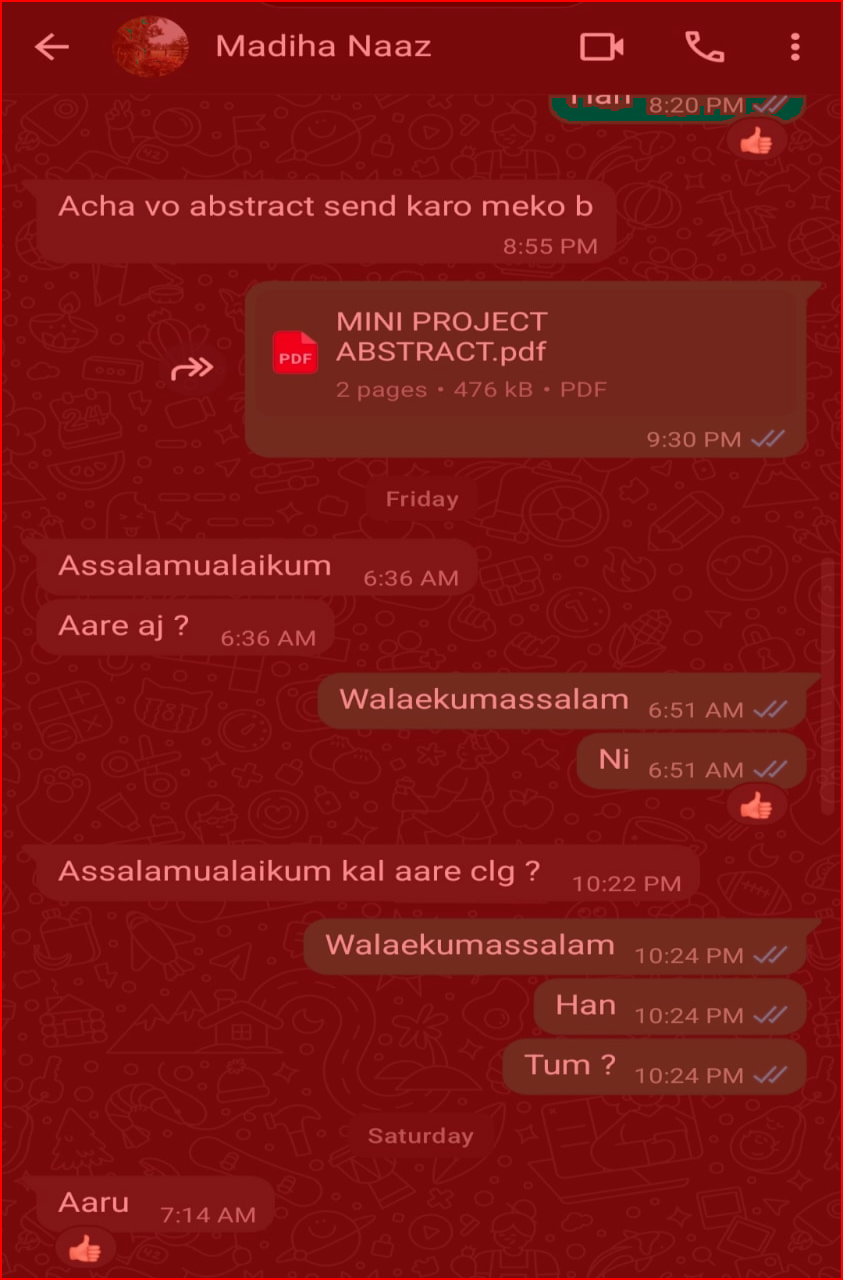 Madiha Naaz
Han 8:20 PM
Acha vo abstract send karo meko b
8:55 PM
MINI PROJECT
ABSTRACT.pdf
PDF
2 pages • 476 kB • PDF
9:30 PM
Friday
Assalamualaikum 6:36 AM
Aare aj ? 6:36 AM
Walaekumassalam 6:51 AM
Ni 6:51 AM
Assalamualaikum kal aare clg ? 10:22 PM
Walaekumassalam 10:24 PM
Han 10:24 PM
Tum ? 10:24 PM
Saturday
Aaru 7:14 AM